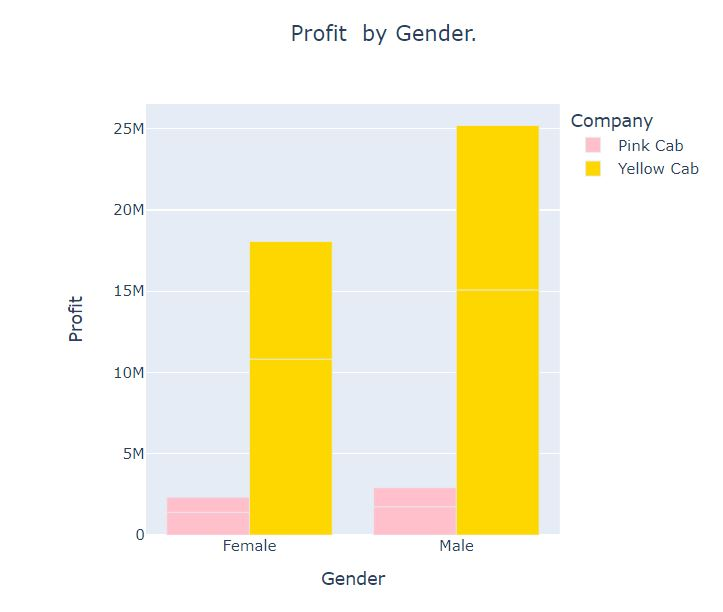 Profit  by Gender.
Company
Pink Cab
Yellow Cab
25M
20M
15M
10M
5M
0
Profit
Female
Male
Gender